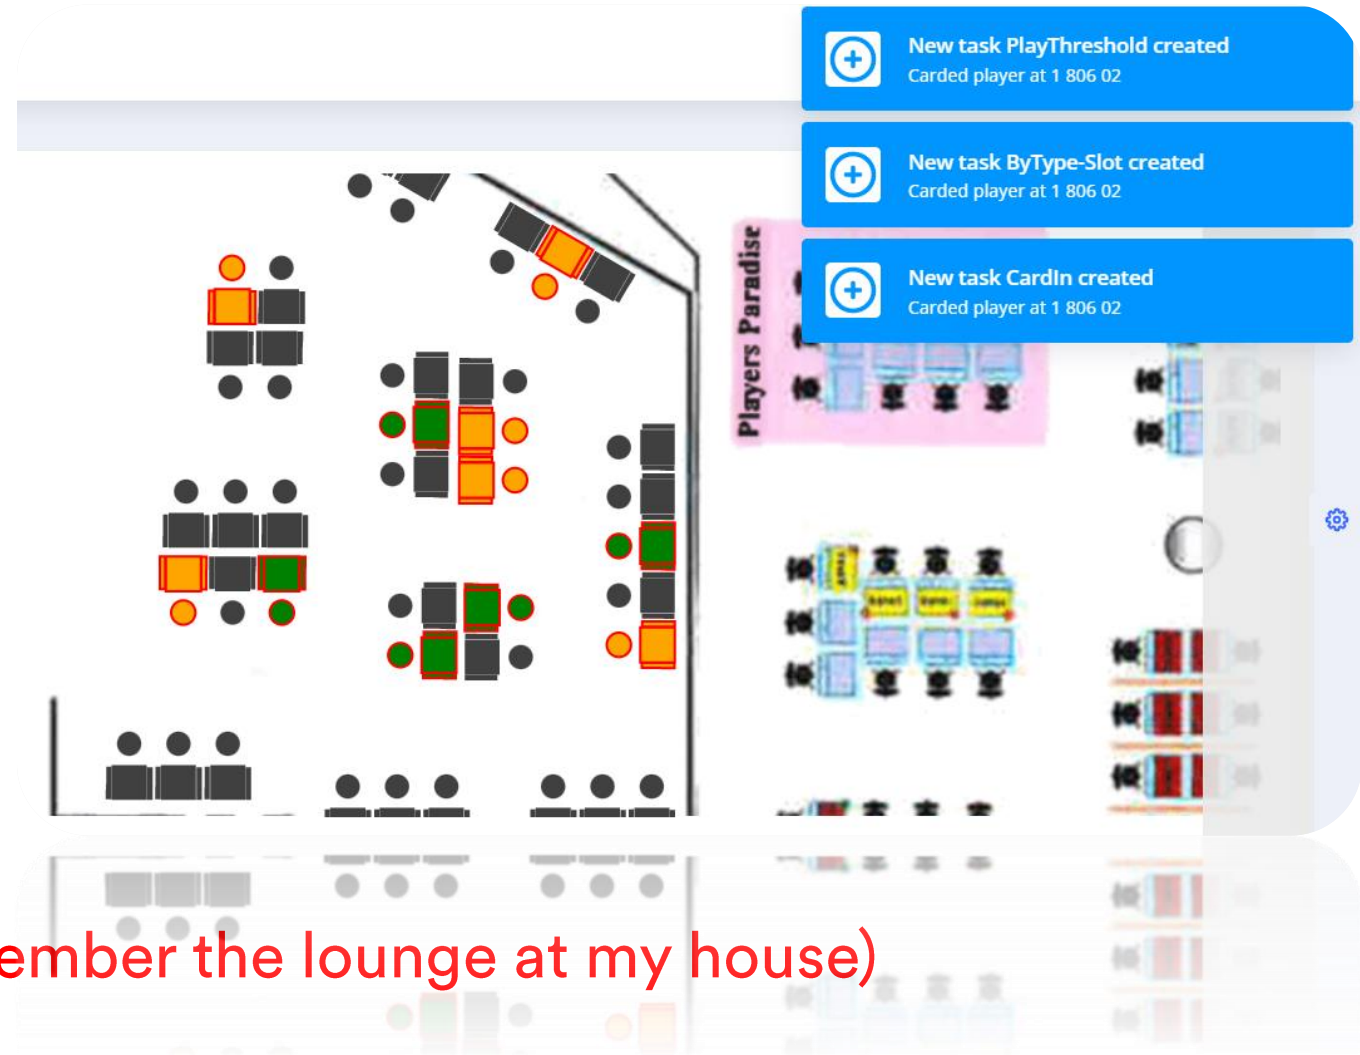 New task PlayThreshold created
Carded player at 1 806 02
New task ByType-Slot created
Carded player at 1 806 02
New task CardIn created
Carded player at 1 806 02
Players Paradise
ember the lounge at my house)